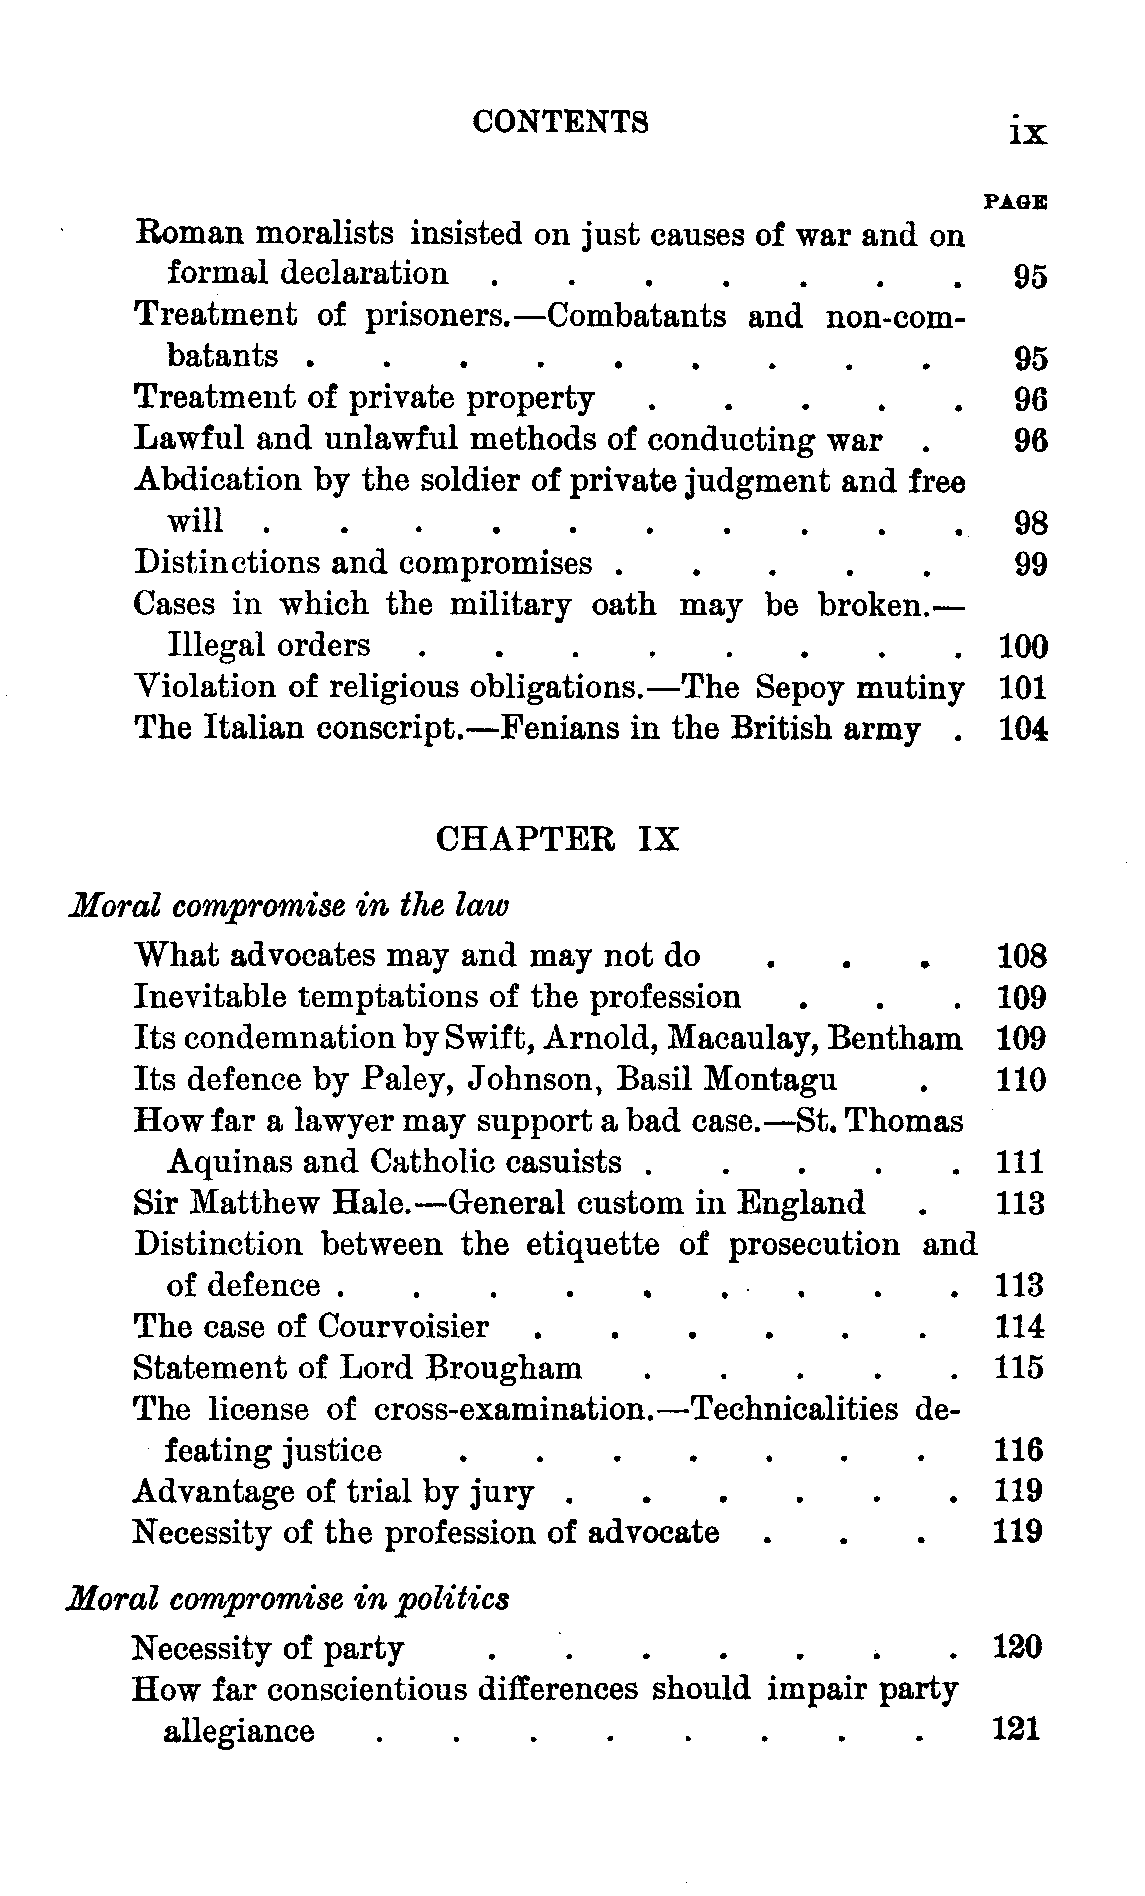 CONTENTS ix
PAGE
Roman moralists insisted on just causes of war and on
formal declaration . . . . . . . 95
Treatment of prisoners.—Combatants and non-com-
batants . . . . . . . . . 95
Treatment of private property . . . . . 96
Lawful and unlawful methods of conducting war . 96
Abdication by the soldier of private judgment and free
will . . . . . . . . . . 98
Distinctions and compromises . . . . . 99
Cases in which the military oath may be broken.—
Illegal orders . . . . . . . . 100
Violation of religious obligations.—The Sepoy mutiny 101
The Italian conscript.—Fenians in the British army . 104
CHAPTER IX
Moral compromise in the law
What advocates may and may not do . . . 108
Inevitable temptations of the profession . . . 109
Its condemnation by Swift, Arnold, Macaulay, Bentham 109
Its defence by Paley, Johnson, Basil Montagu . 110
How far a lawyer may support a bad case.—St. Thomas
Aquinas and Catholic casuists . . . . . 111
Sir Matthew Hale.—General custom in England . 113
Distinction between the etiquette of prosecution and
of defence . . . . . . . . . 113
The case of Courvoisier . . . . . . 114
Statement of Lord Brougham . . . . . 115
The license of cross-examination.—Technicalities de-
feating justice . . . . . . . 116
Advantage of trial by jury . . . . . . 119
Necessity of the profession of advocate . . . 119
Moral compromise in politics
Necessity of party . . . . . . . 120
How far conscientious differences should impair party
allegiance . . . . . . . . 121